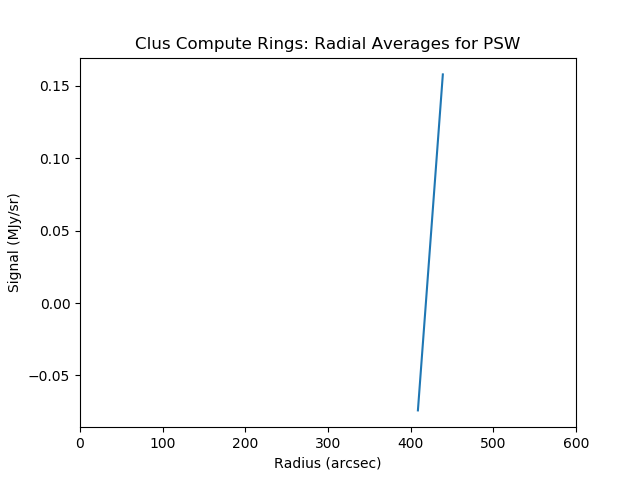 Clus Compute Rings: Radial Averages for PSW
Signal (MJy/sr)
0.15
0.10
0.05
0.00
−0.05
0 100 200 300 400 500 600
Radius (arcsec)